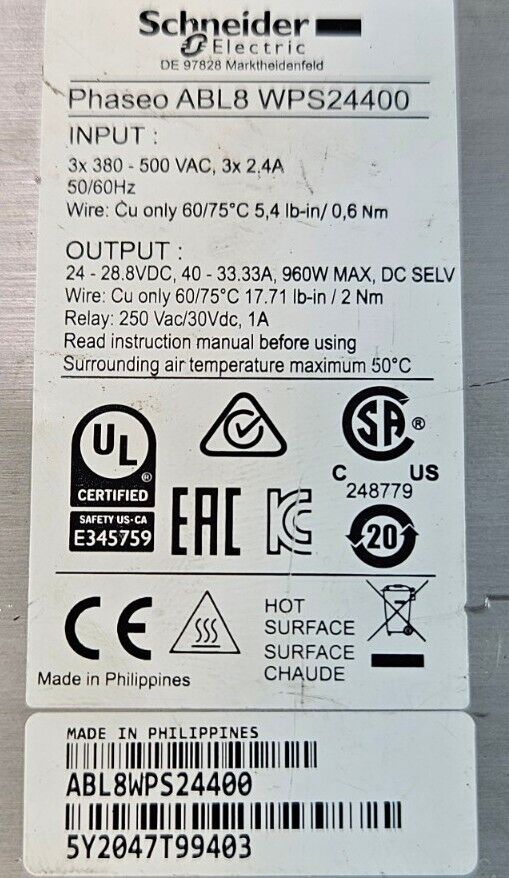 Schneider
Electric
DE 97828 Marktheidenfeld
Phaseo ABL8 WPS24400
INPUT :
3x 380 - 500 VAC, 3x 2,4A
50/60Hz
Wire: Cu only 60/75°C 5,4 lb-in/ 0,6 Nm
OUTPUT :
24 - 28.8VDC, 40 - 33.33A, 960W MAX, DC SELV
Wire: Cu only 60/75°C 17.71 lb-in / 2 Nm
Relay: 250 Vac/30Vdc, 1A
Read instruction manual before using
Surrounding air temperature maximum 50°C
UL ®
CERTIFIED
SAFETY US-CA
E345759
SA ®
C US
248779
EAC
KC
20
CE
HOT
SURFACE
SURFACE
CHAUDE
Made in Philippines
MADE IN PHILIPPINES
ABL8WPS24400
5Y2047T99403